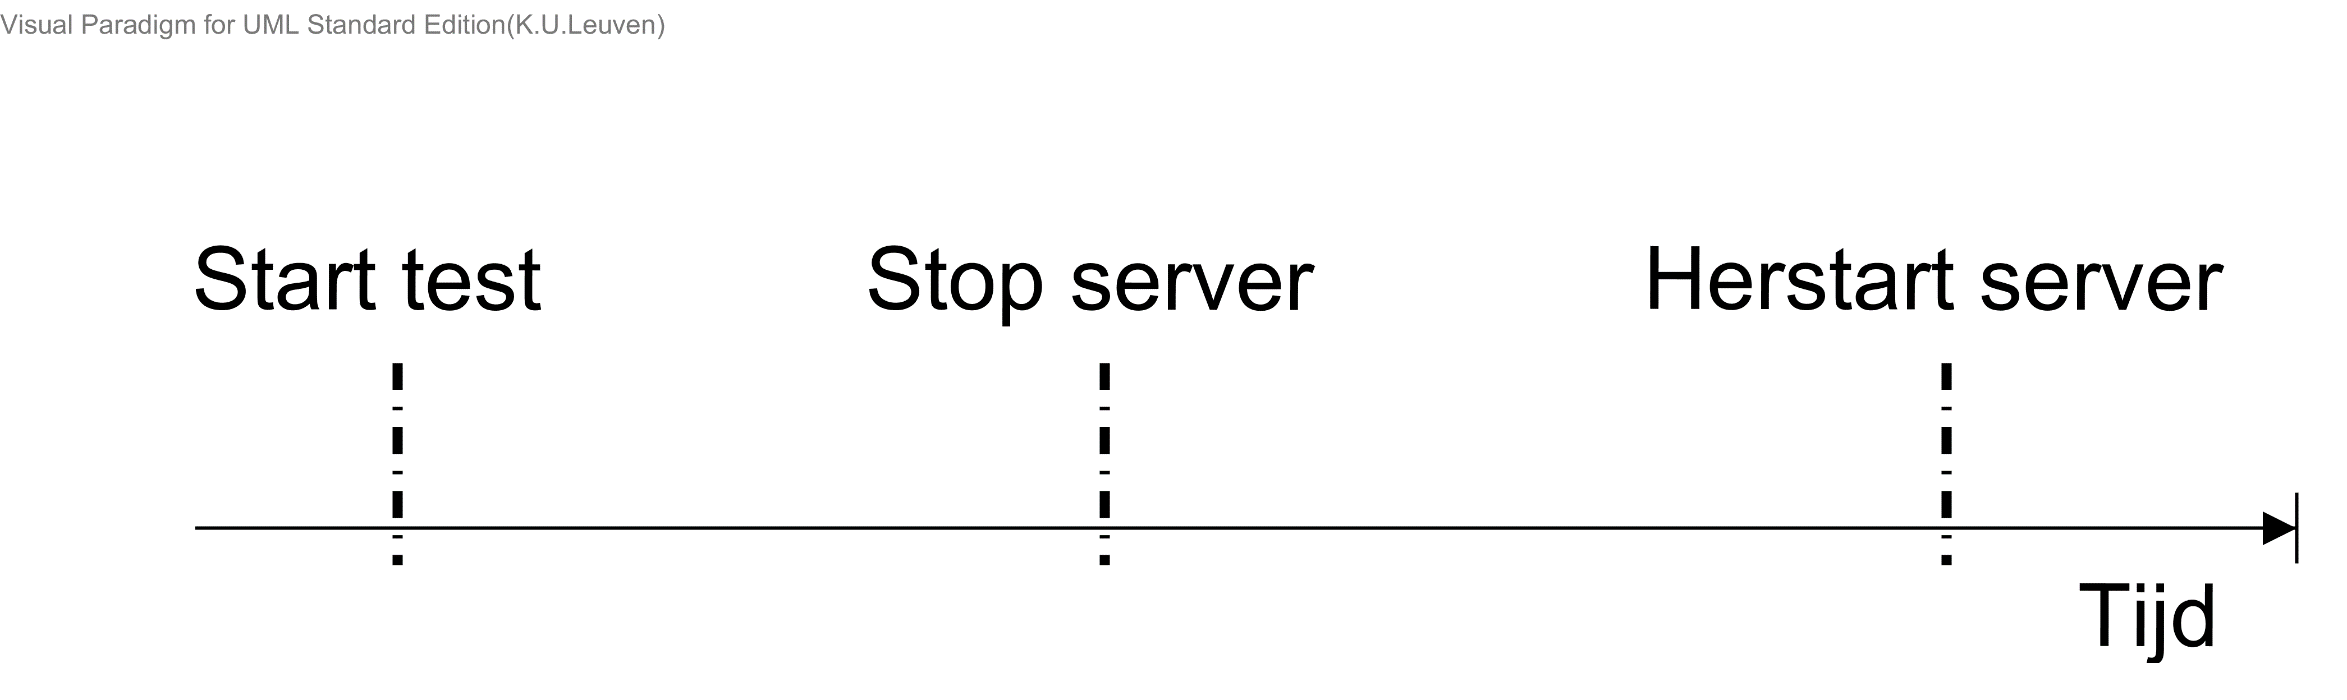 Visual Paradigm for UML Standard Edition(K.U.Leuven)
Start test Stop server Herstart server
Tijd